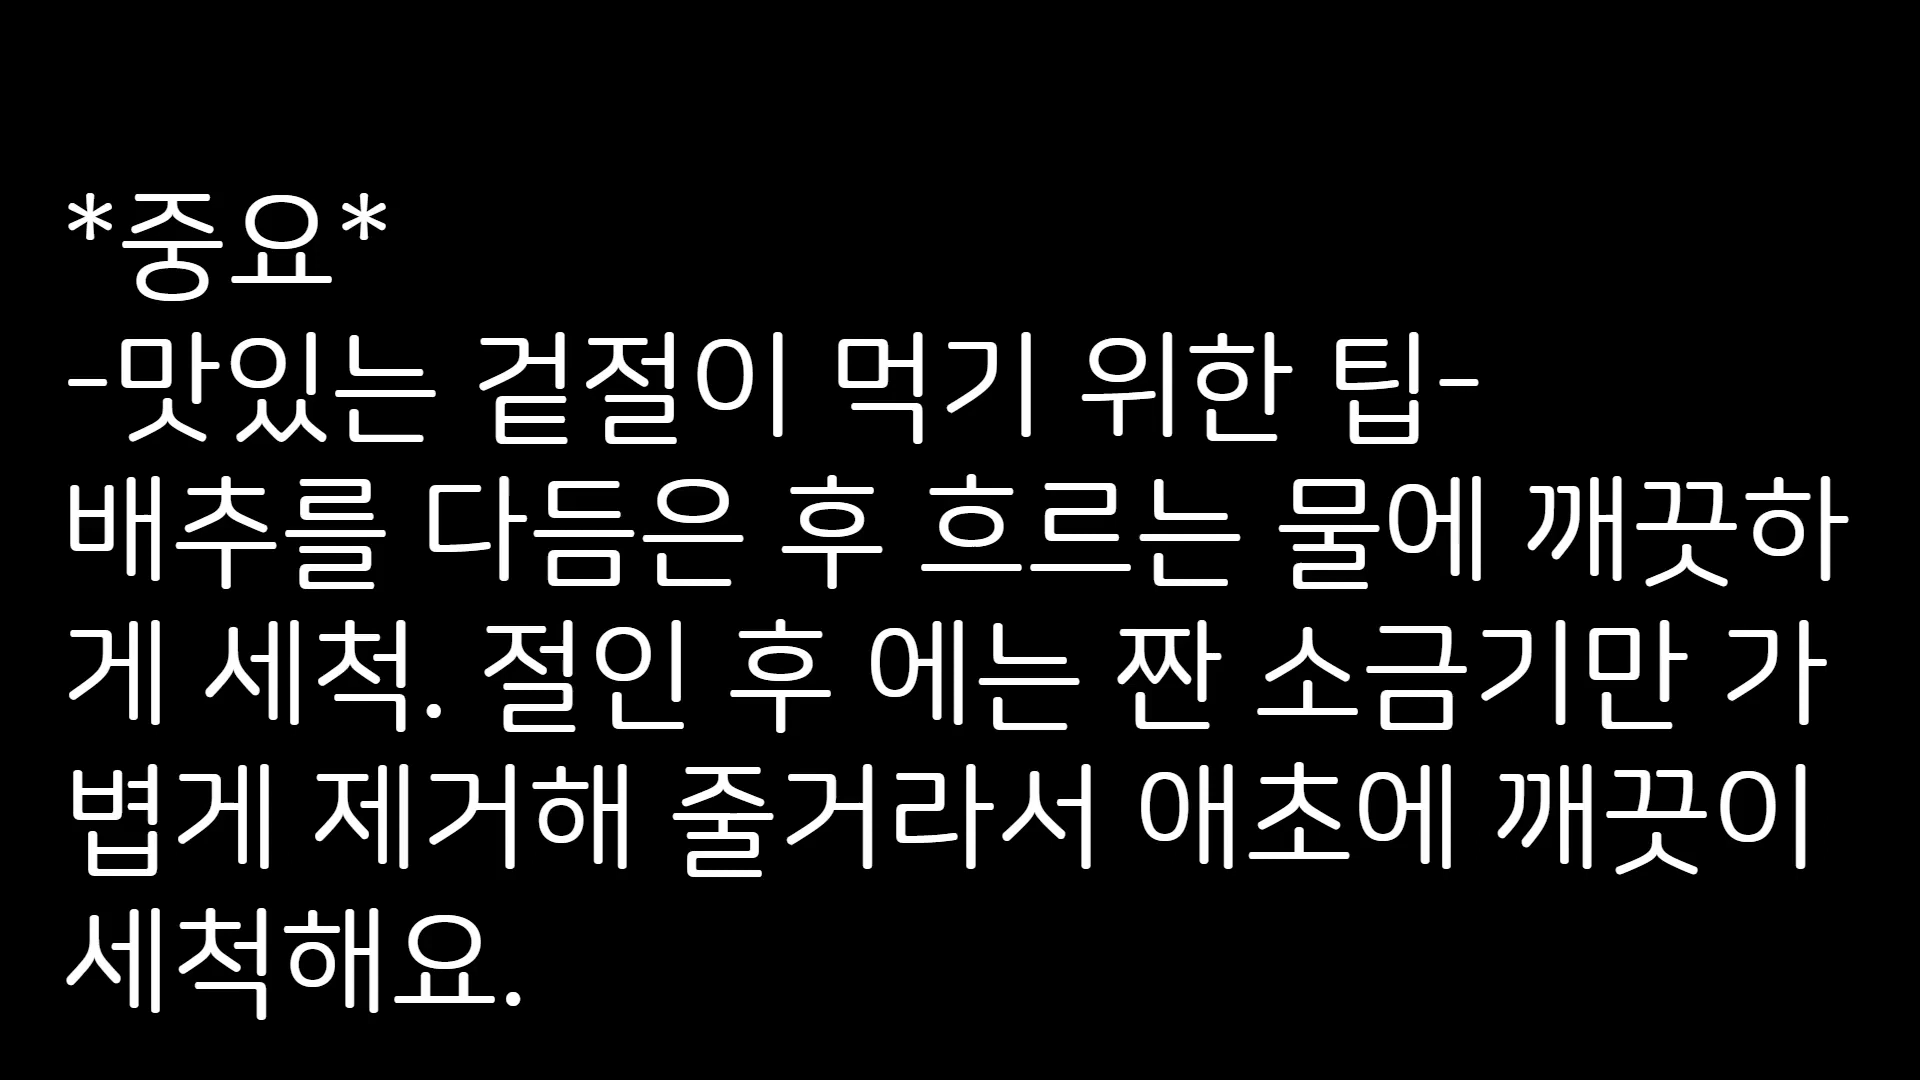 *중요*
-맛있는 겉절이 먹기 위한 팁-
배추를 다듬은 후 흐르는 물에 깨끗하
게 세척. 절인 후 에는 짠 소금기만 가
볍게 제거해 줄거라서 애초에 깨끗이
세척해요.